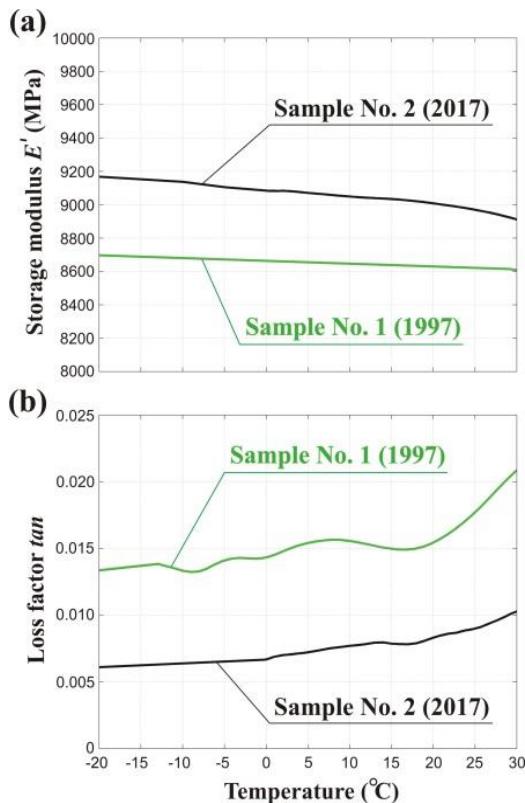 (a)
Storage modulus E' (MPa)
10000
9800
9600
9400
9200
9000
8800
8600
8400
8200
8000
Sample No. 2 (2017)
Sample No. 1 (1997)
(b)
Loss factor tan
0.025
0.020
0.015
0.010
0.005
0
Sample No. 1 (1997)
Sample No. 2 (2017)
-20 -15 -10 -5 0 5 10 15 20 25 30
Temperature (°C)